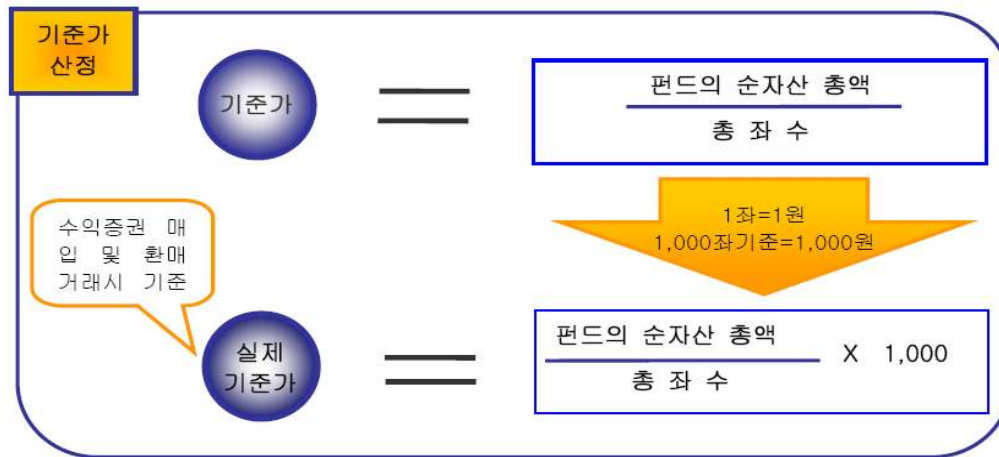 기준가
산정
기준가
펀드의 순자산 총액
총 좌 수
1좌=1원
1,000좌기준=1,000원
수익증권 매
입 및 환매
거래시 기준
실제
기준가
펀드의 순자산 총액
총 좌 수
X 1,000